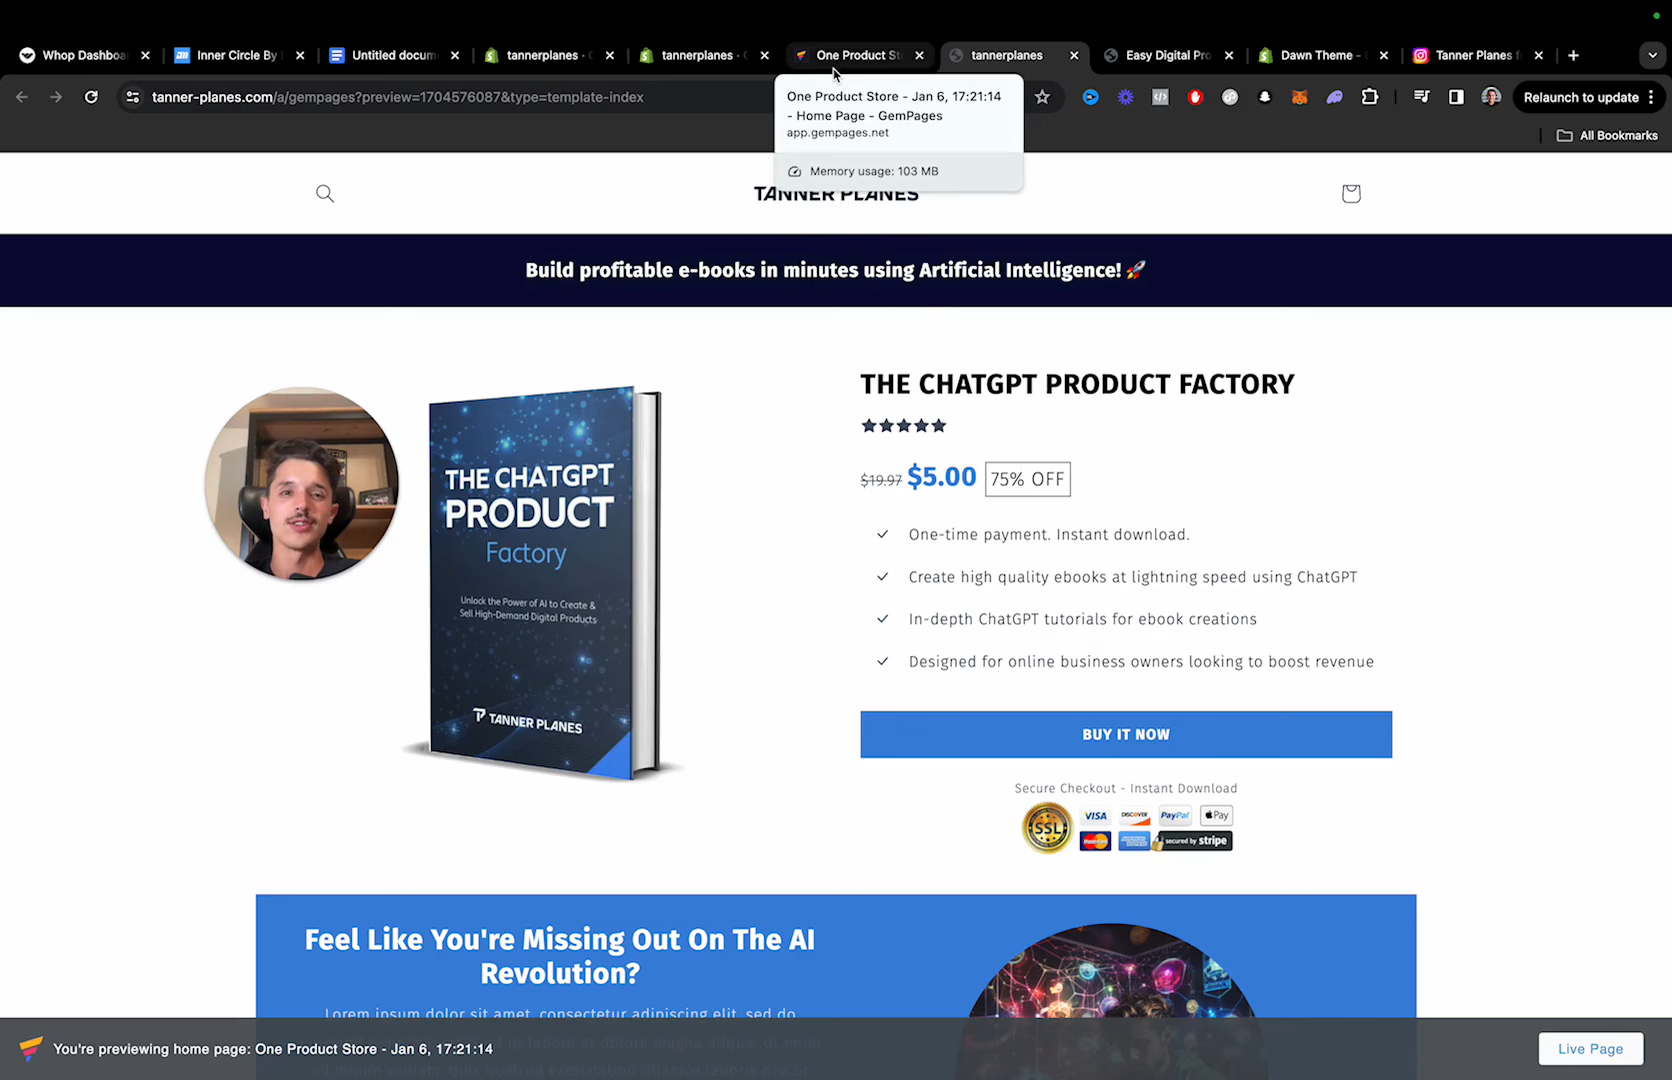 Whop Dashboa
Inner Circle By
Untitled docum
tannerplanes - 
tannerplanes - 
One Product St
tannerplanes
Easy Digital Pro
Dawn Theme -
Tanner Planes f
tanner-planes.com/a/gempages?preview=1704576087&type=template-index
Relaunch to update
All Bookmarks
One Product Store - Jan 6, 17:21:14
- Home Page - GemPages
app.gempages.net
Memory usage: 103 MB
TANNER PLANES
Build profitable e-books in minutes using Artificial Intelligence! 🚀
THE CHATGPT
PRODUCT
Factory
Unlock the Power of AI to Create &
Sell High-Demand Digital Products
TANNER PLANES
THE CHATGPT PRODUCT FACTORY
$19.97 $5.00 75% OFF
One-time payment. Instant download.
Create high quality ebooks at lightning speed using ChatGPT
In-depth ChatGPT tutorials for ebook creations
Designed for online business owners looking to boost revenue
BUY IT NOW
Secure Checkout - Instant Download
SSL
VISA
DISCOVER
PayPal
Pay
secured by stripe
Feel Like You're Missing Out On The AI
Revolution?
Lorem ipsum dolor sit amet, consectetur adipiscing elit, sed do
You're previewing home page: One Product Store - Jan 6, 17:21:14
Live Page